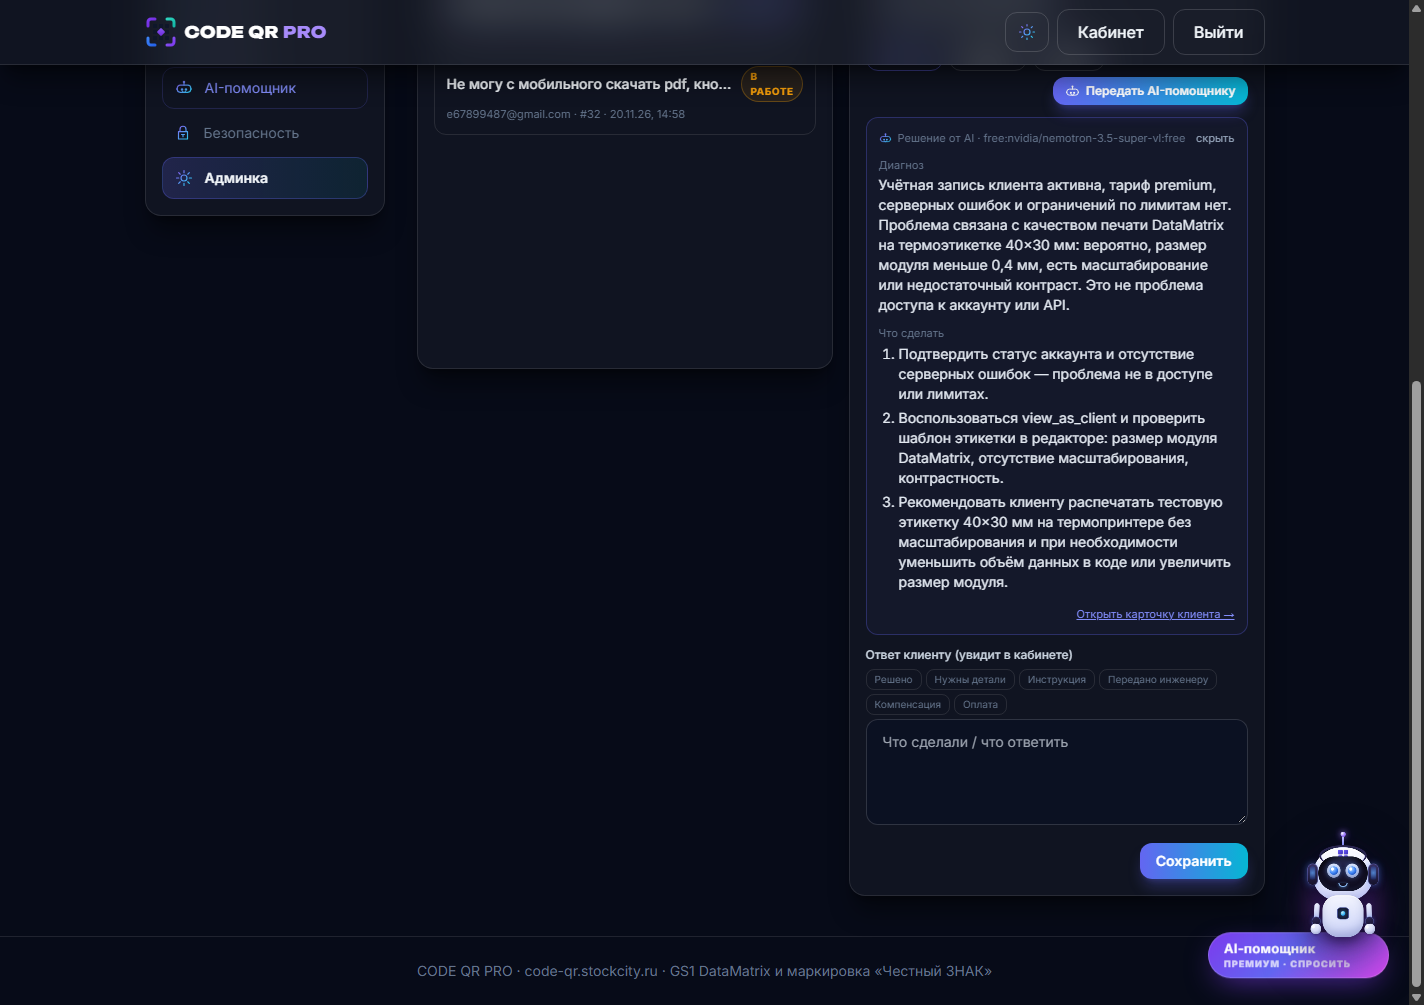 CODE QR PRO
Кабинет
Выйти
AI-помощник
Безопасность
Админка
Не могу с мобильного скачать pdf, кно...
В РАБОТЕ
e67899487@gmail.com · #32 · 20.11.26, 14:58
Передать AI-помощнику
Решение от AI · free:nvidia/nemotron-3.5-super-vl:free
скрыть
Диагноз
Учётная запись клиента активна, тариф premium,
серверных ошибок и ограничений по лимитам нет.
Проблема связана с качеством печати DataMatrix
на термоэтикетке 40×30 мм: вероятно, размер
модуля меньше 0,4 мм, есть масштабирование
или недостаточный контраст. Это не проблема
доступа к аккаунту или API.
Что сделать
1. Подтвердить статус аккаунта и отсутствие
серверных ошибок — проблема не в доступе
или лимитах.
2. Воспользоваться view_as_client и проверить
шаблон этикетки в редакторе: размер модуля
DataMatrix, отсутствие масштабирования,
контрастность.
3. Рекомендовать клиенту распечатать тестовую
этикетку 40×30 мм на термопринтере без
масштабирования и при необходимости
уменьшить объём данных в коде или увеличить
размер модуля.
Открыть карточку клиента →
Ответ клиенту (увидит в кабинете)
Решено
Нужны детали
Инструкция
Передано инженеру
Компенсация
Оплата
Что сделали / что ответить
Сохранить
AI-помощник
ПРЕМИУМ · СПРОСИТЬ
CODE QR PRO · code-qr.stockcity.ru · GS1 DataMatrix и маркировка «Честный ЗНАК»